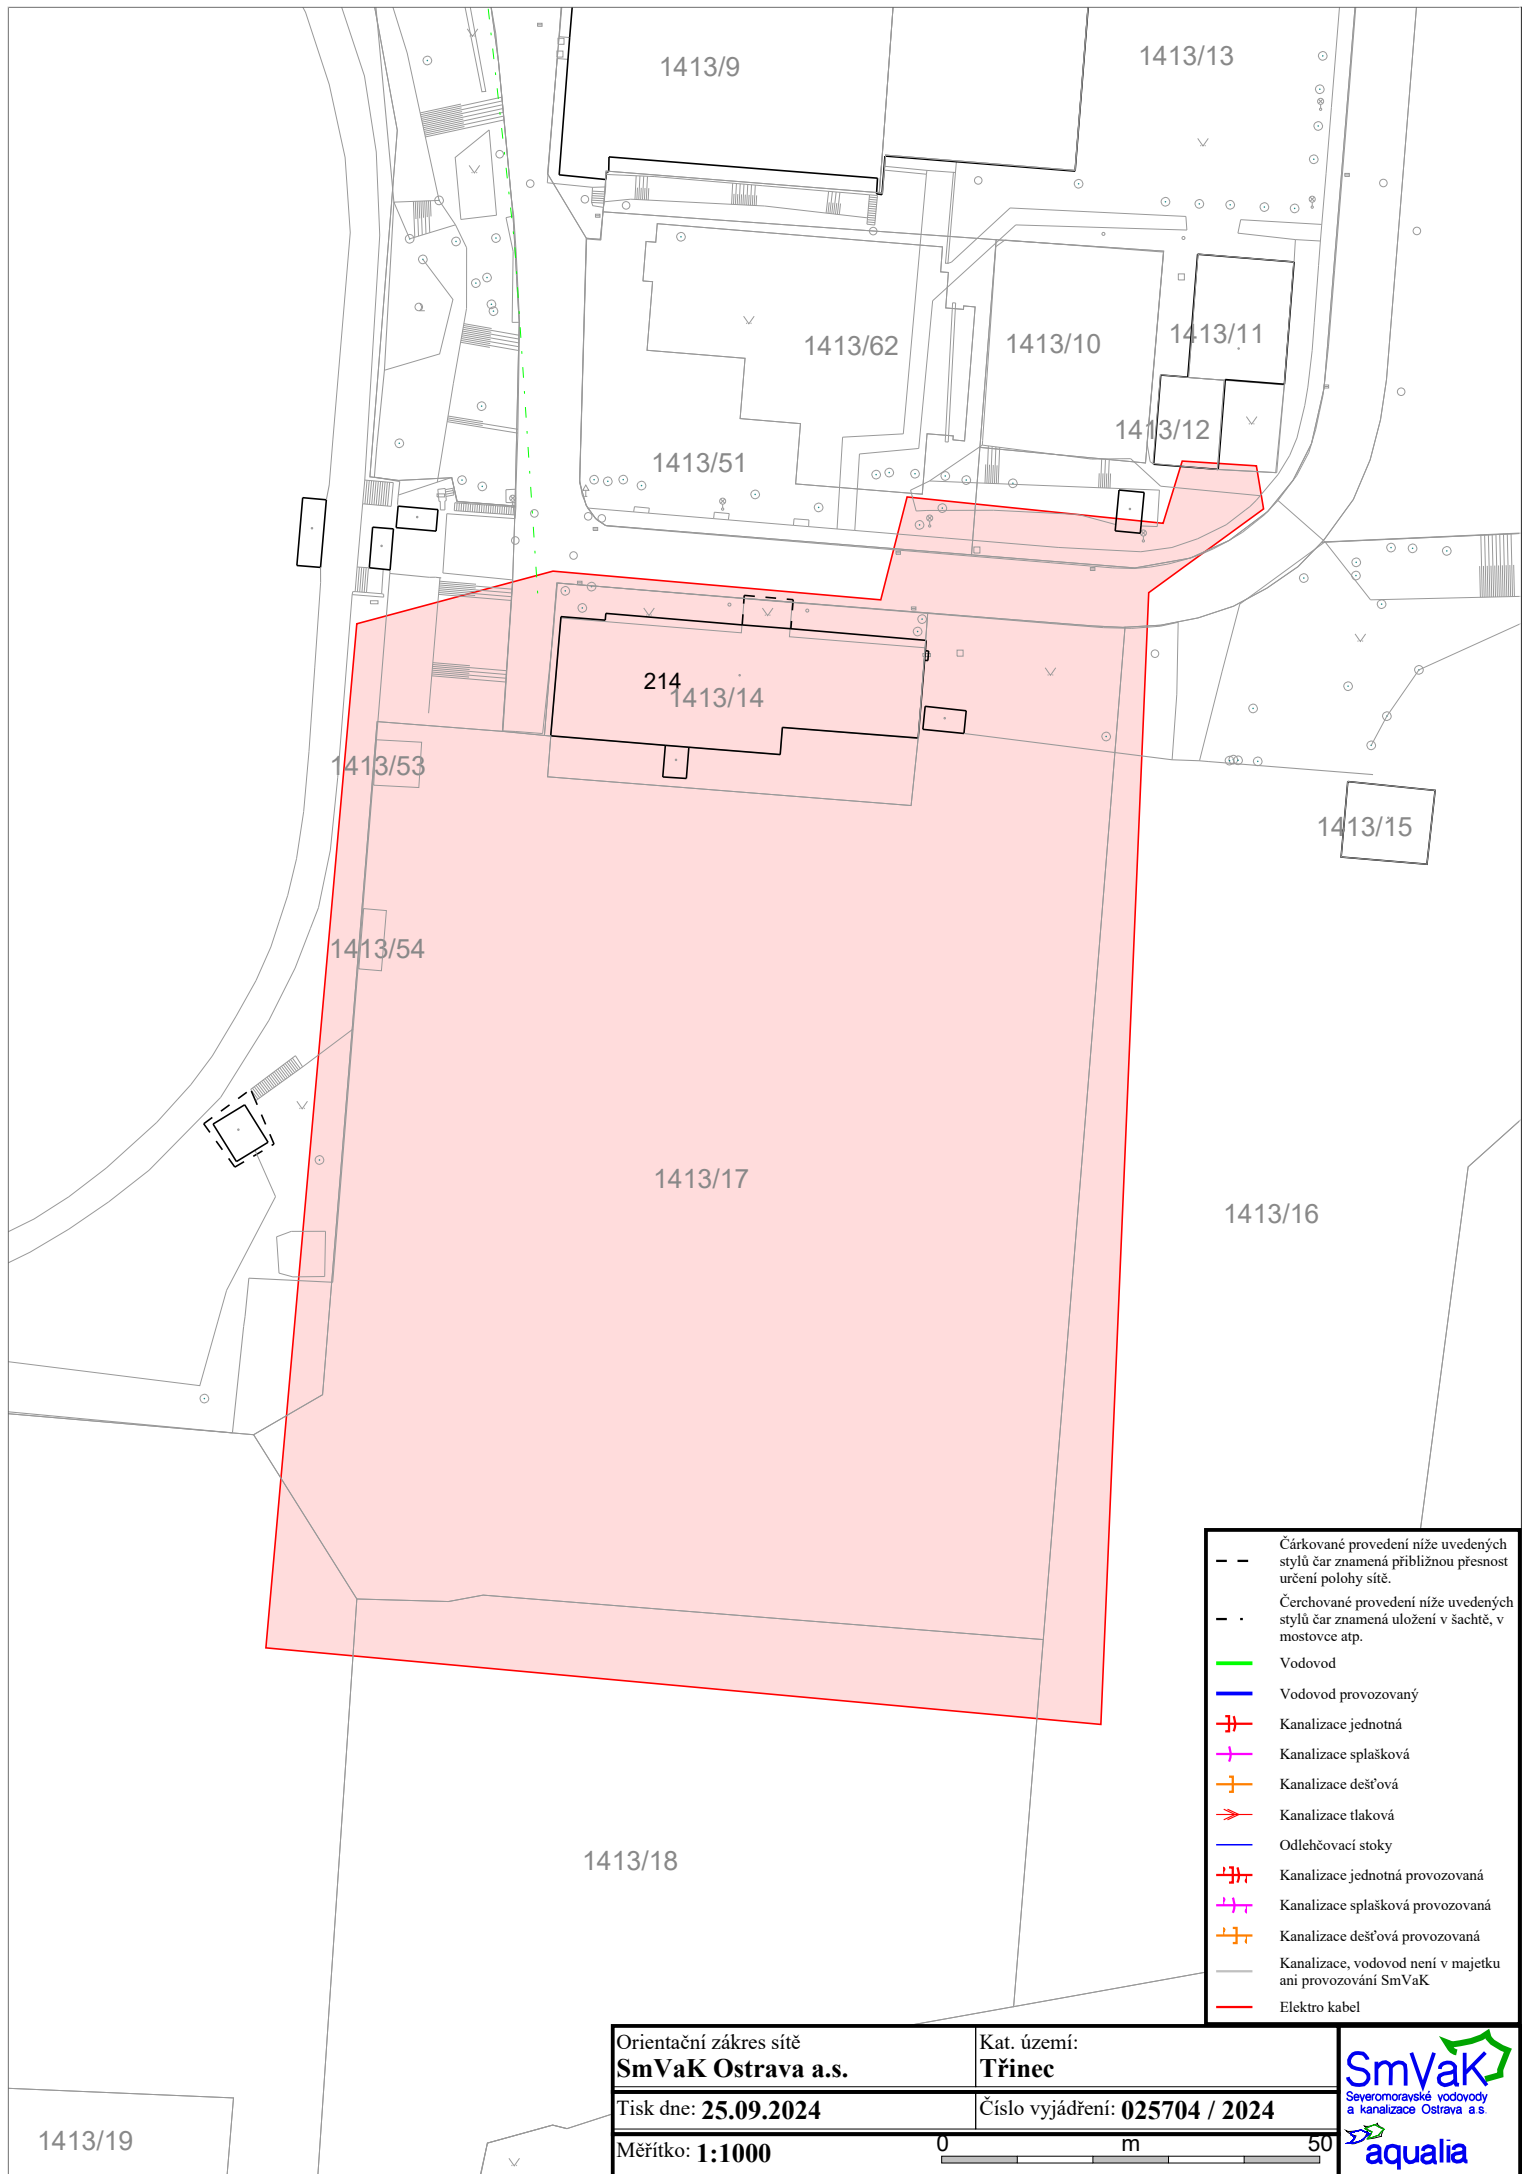 1413/9
1413/13
1413/62
1413/10
1413/11
1413/12
1413/51
214
1413/14
1413/53
1413/15
1413/54
1413/17
1413/16
1413/18
1413/19
Čárkované provedení níže uvedených
stylů čar znamená přibližnou přesnost
určení polohy sítě.
Čerchované provedení níže uvedených
stylů čar znamená uložení v šachtě, v
mostovce atp.
Vodovod
Vodovod provozovaný
Kanalizace jednotná
Kanalizace splašková
Kanalizace dešťová
Kanalizace tlaková
Odlehčovací stoky
Kanalizace jednotná provozovaná
Kanalizace splašková provozovaná
Kanalizace dešťová provozovaná
Kanalizace, vodovod není v majetku
ani provozování SmVaK
Elektro kabel
Orientační zákres sítě
SmVaK Ostrava a.s.
Kat. území:
Třinec
Tisk dne: 25.09.2024
Číslo vyjádření: 025704 / 2024
Měřítko: 1:1000
0 m 50
SmVaK
Severomoravské vodovody
a kanalizace Ostrava a.s.
aqualia